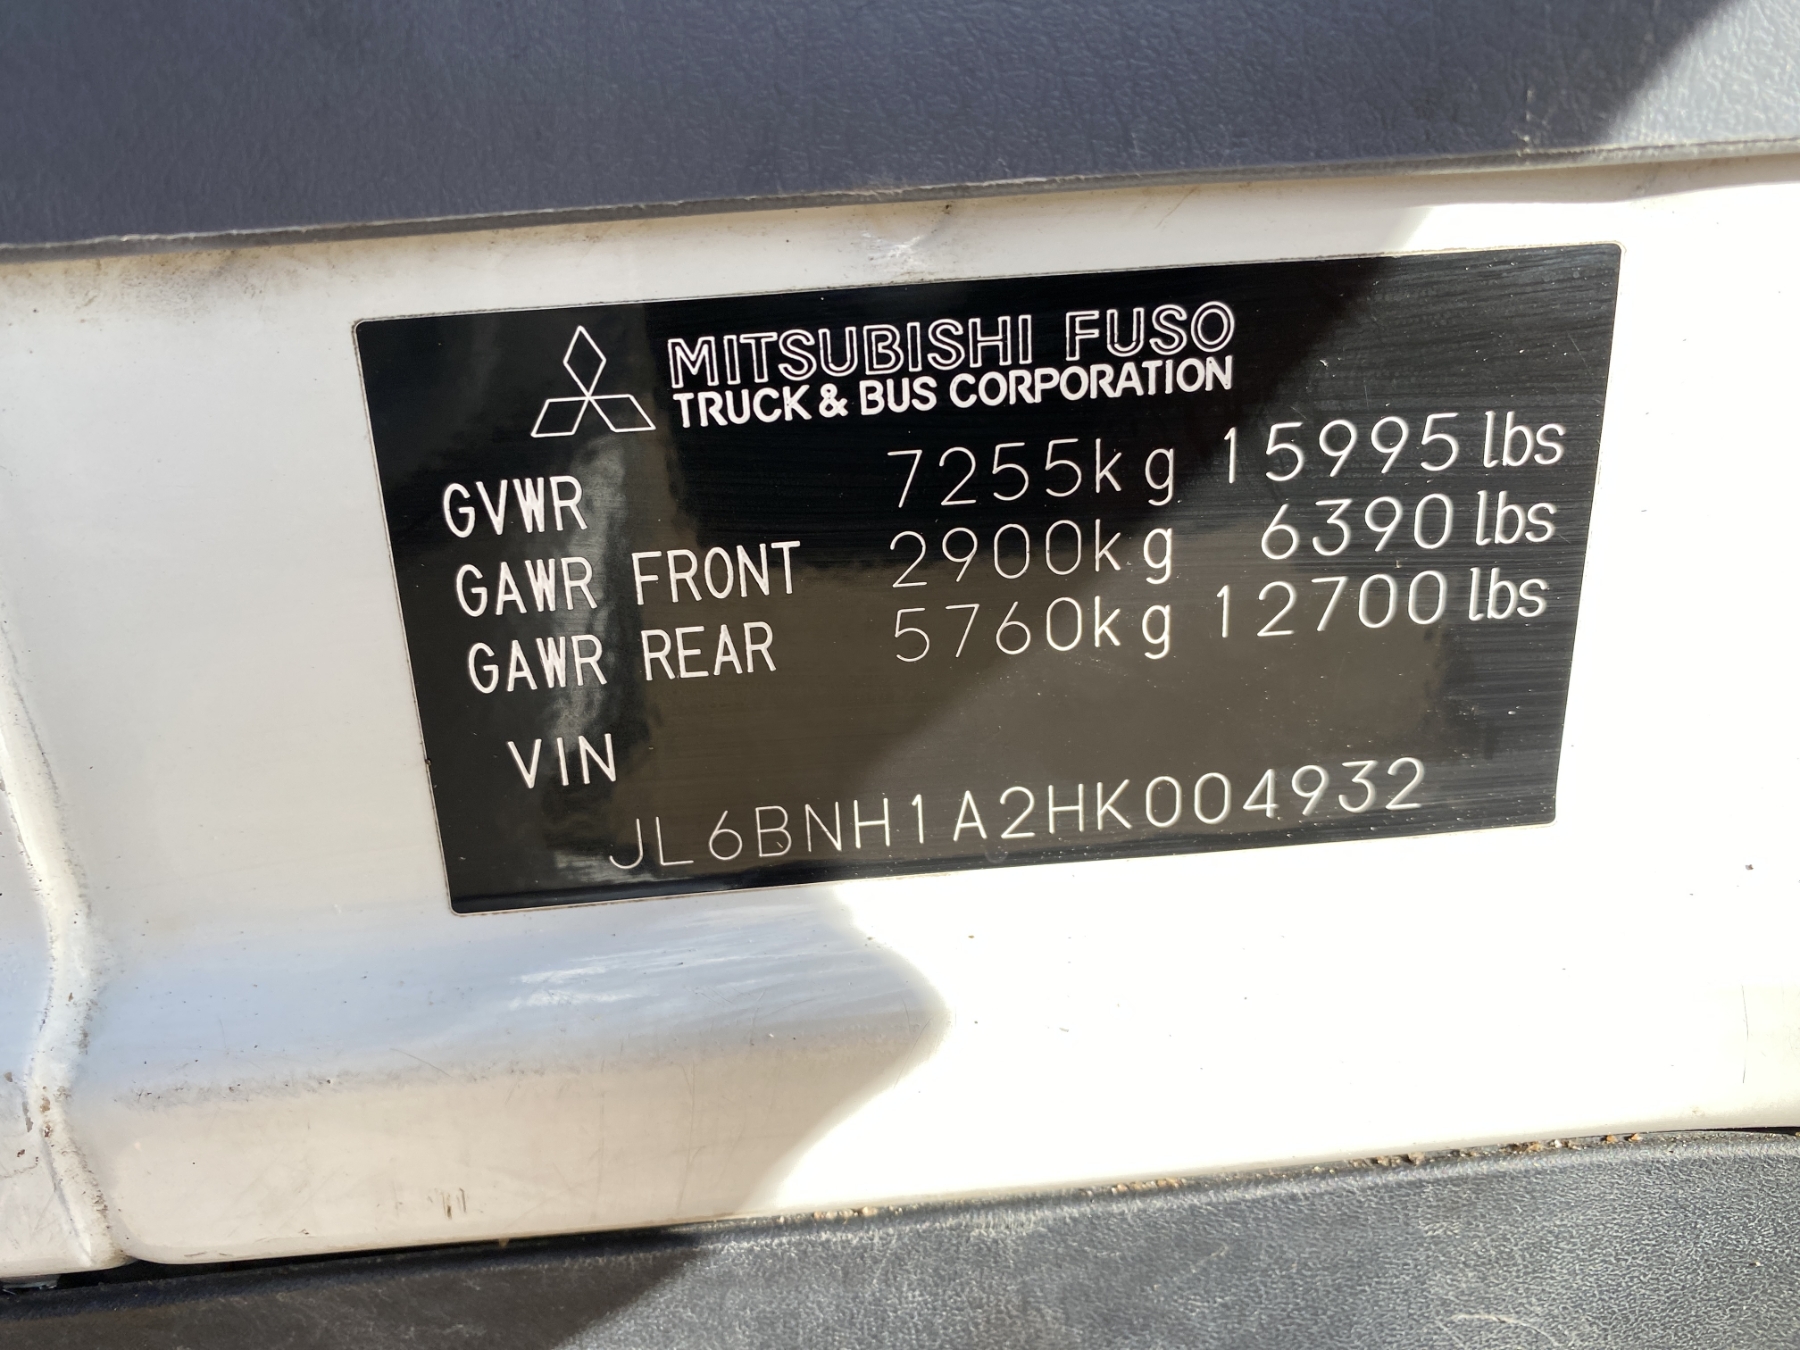 MITSUBISHI FUSO
TRUCK & BUS CORPORATION
GVWR 7255kg 15995 lbs
GAWR FRONT 2900kg 6390 lbs
GAWR REAR 5760kg 12700 lbs
VIN
JL6BNH1A2HK004932